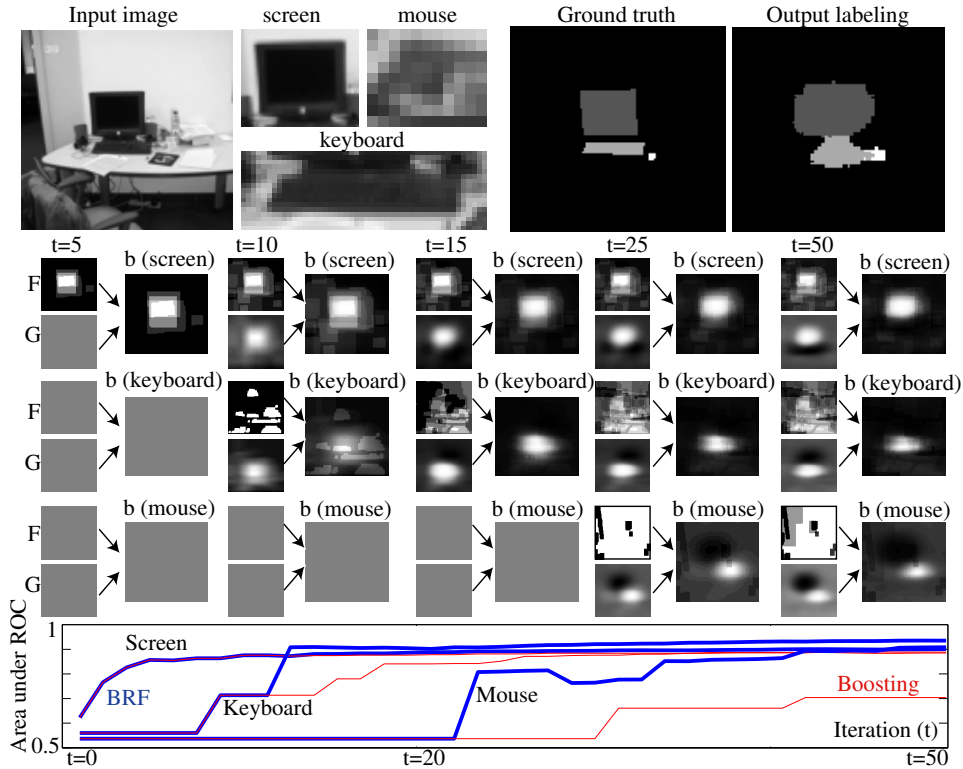 Input image
screen
mouse
Ground truth
Output labeling
keyboard
t=5
t=10
t=15
t=25
t=50
b (screen)
b (screen)
b (screen)
b (screen)
b (screen)
F
G
b (keyboard)
b (keyboard)
b (keyboard)
b (keyboard)
b (keyboard)
F
G
b (mouse)
b (mouse)
b (mouse)
b (mouse)
b (mouse)
F
G
Area under ROC
1
0.5
Screen
BRF
Keyboard
Mouse
Boosting
Iteration (t)
t=0
t=20
t=50